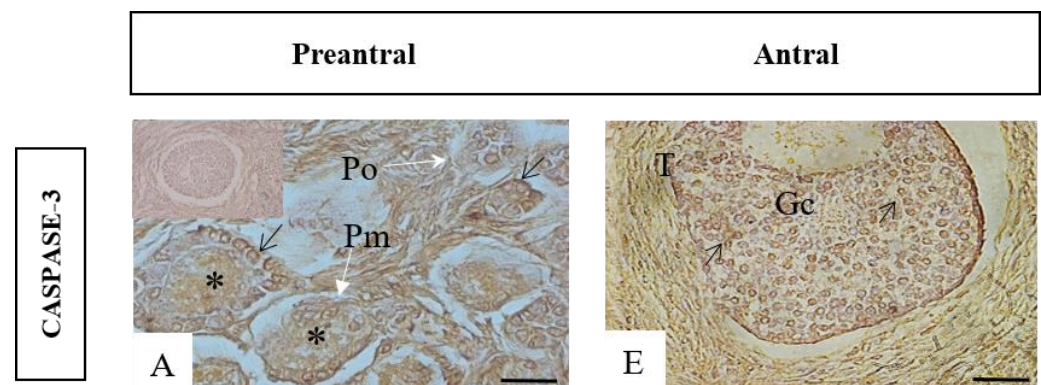 Preantral
Antral
CASPASE-3
Po
Pm
*
*
A
T
Gc
E